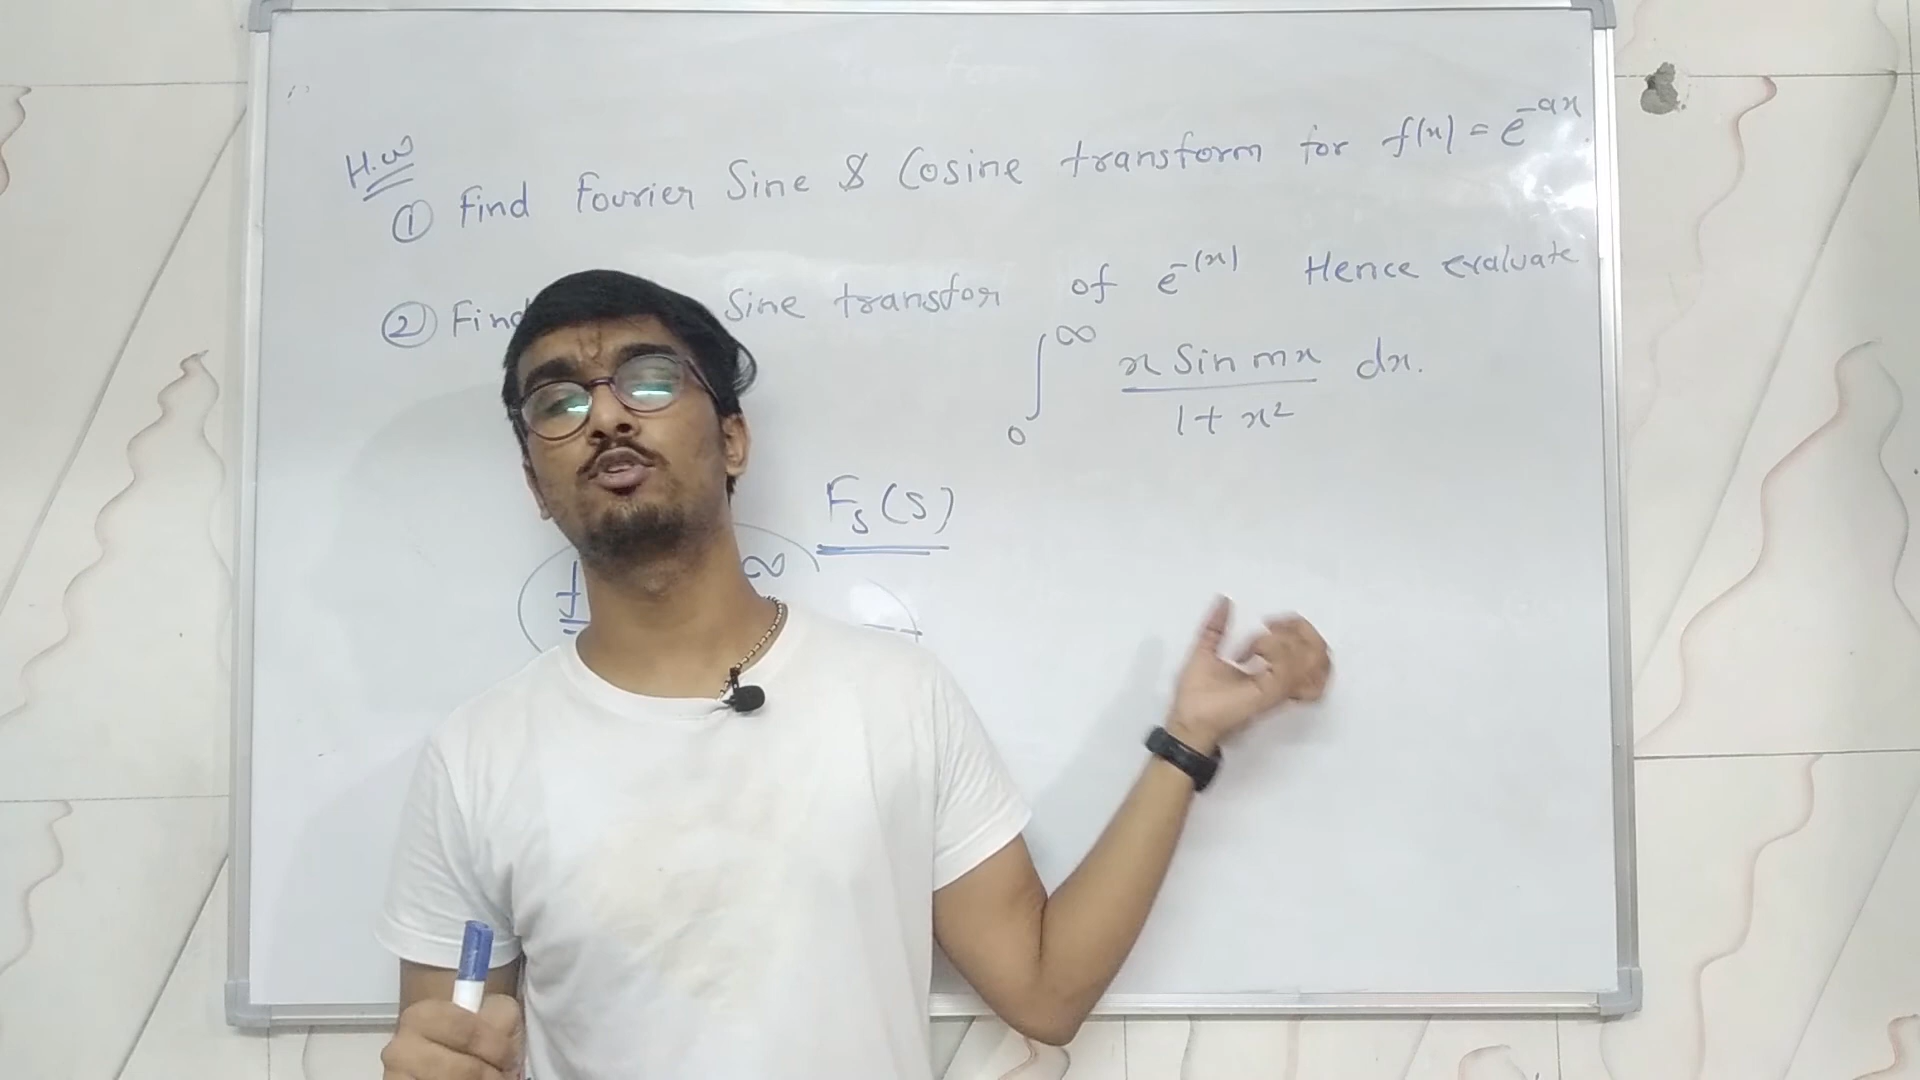 H.W
① Find Fourier Sine & Cosine transform for f(x) = e^-ax.
② Find Sine transfor of e^-|x| Hence evaluate
∫₀^∞ x Sin mx / 1 + x² dx.
Fs(s)
∞